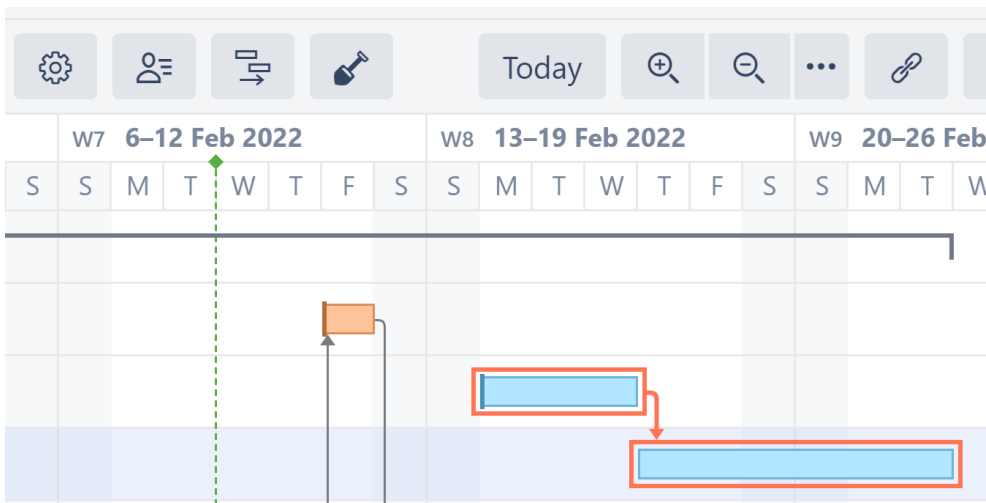 Today
W7 6–12 Feb 2022 W8 13–19 Feb 2022 W9 20–26 Feb
S S M T W T F S S M T W T F S S M T W